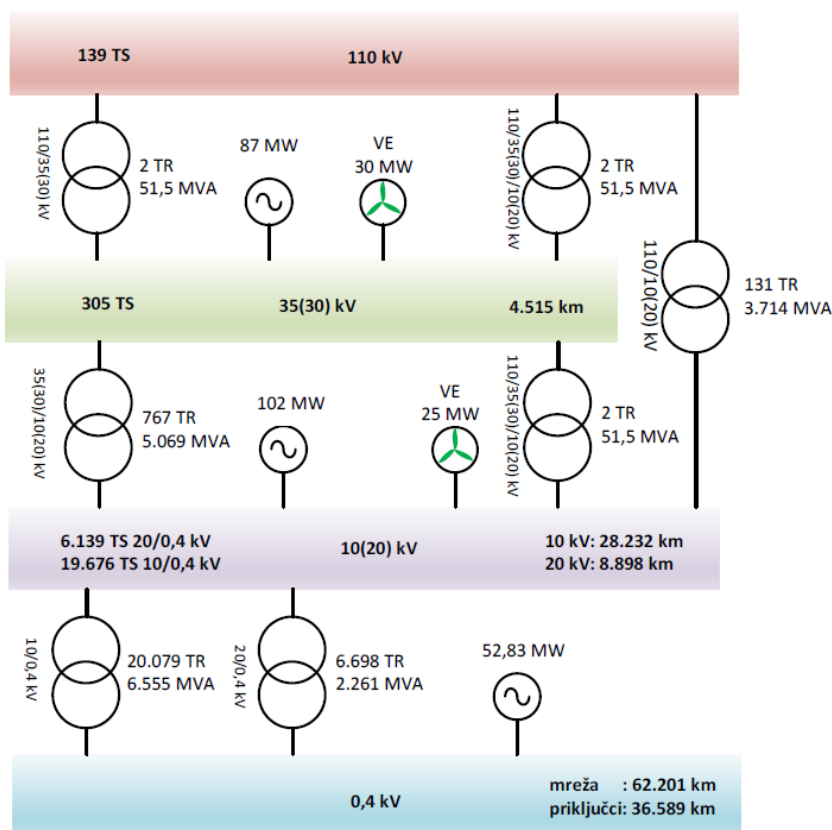 139 TS
110 kV
110/35(30) kV
2 TR
51,5 MVA
87 MW
VE
30 MW
110/35(30)/10(20) kV
2 TR
51,5 MVA
110/10(20) kV
131 TR
3.714 MVA
305 TS
35(30) kV
4.515 km
35(30)/10(20) kV
767 TR
5.069 MVA
102 MW
VE
25 MW
110/35(30)/10(20) kV
2 TR
51,5 MVA
6.139 TS 20/0,4 kV
19.676 TS 10/0,4 kV
10(20) kV
10 kV: 28.232 km
20 kV: 8.898 km
10/0,4 kV
20.079 TR
6.555 MVA
20/0,4 kV
6.698 TR
2.261 MVA
52,83 MW
0,4 kV
mreža : 62.201 km
priključci: 36.589 km